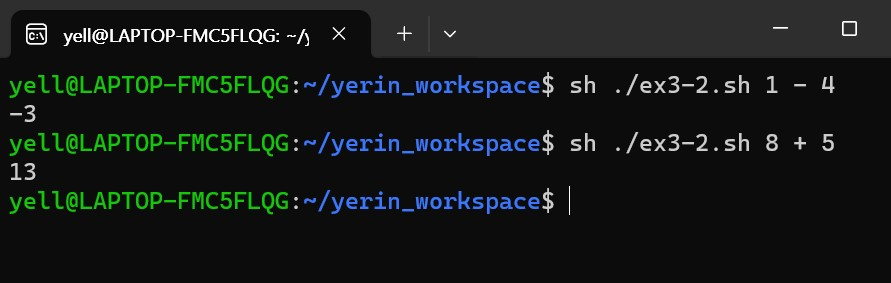 yell@LAPTOP-FMC5FLQG: ~/y
yell@LAPTOP-FMC5FLQG:~/yerin_workspace$ sh ./ex3-2.sh 1 - 4
-3
yell@LAPTOP-FMC5FLQG:~/yerin_workspace$ sh ./ex3-2.sh 8 + 5
13
yell@LAPTOP-FMC5FLQG:~/yerin_workspace$